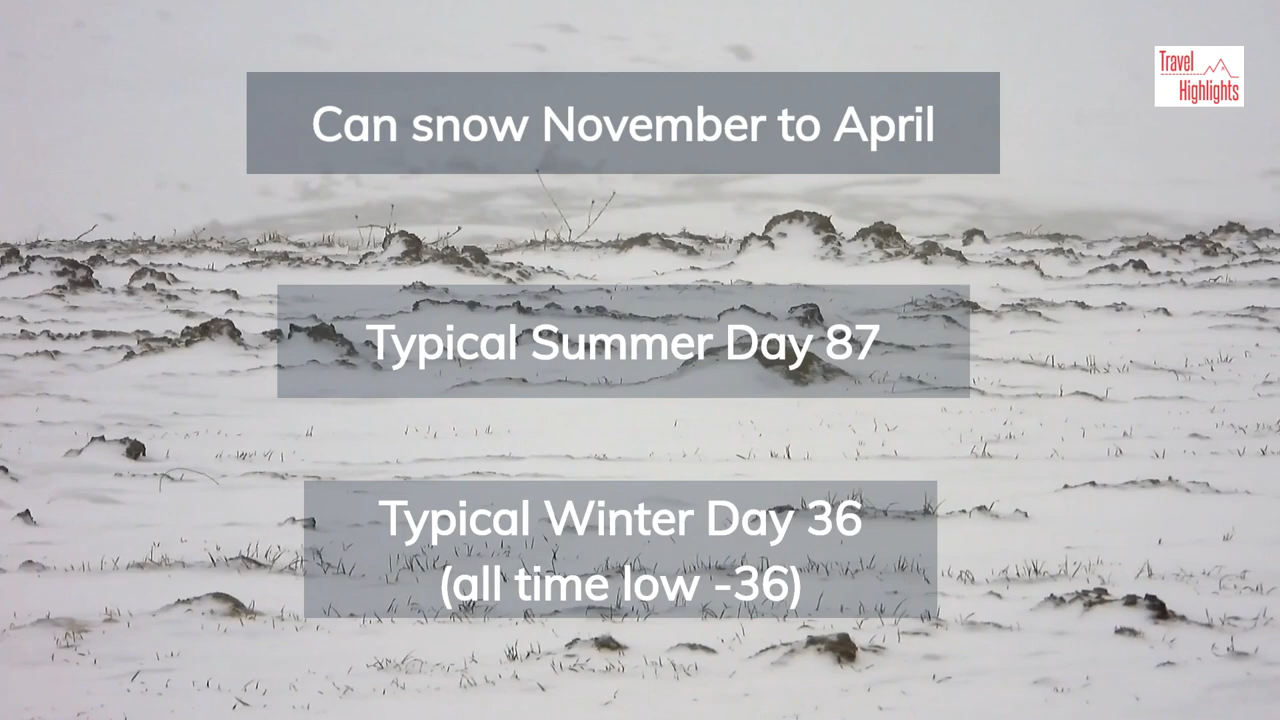 Travel
Highlights
Can snow November to April
Typical Summer Day 87
Typical Winter Day 36
(all time low -36)